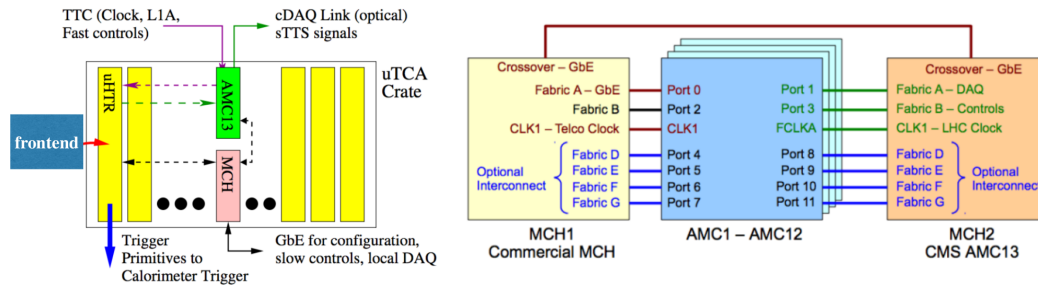 TTC (Clock, L1A,
Fast controls)
cDAQ Link (optical)
sTTS signals
uTCA
Crate
uHTR
AMC13
frontend
MCH
Trigger
Primitives to
Calorimeter Trigger
GbE for configuration,
slow controls, local DAQ
Crossover – GbE
Fabric A – GbE
Fabric B
CLK1 – Telco Clock
Fabric D
Fabric E
Fabric F
Fabric G
Optional
Interconnect
MCH1
Commercial MCH
Port 0
Port 2
CLK1
Port 4
Port 5
Port 6
Port 7
Port 1
Port 3
FCLKA
Port 8
Port 9
Port 10
Port 11
AMC1 – AMC12
Crossover – GbE
Fabric A – DAQ
Fabric B – Controls
CLK1 – LHC Clock
Fabric D
Fabric E
Fabric F
Fabric G
Optional
Interconnect
MCH2
CMS AMC13